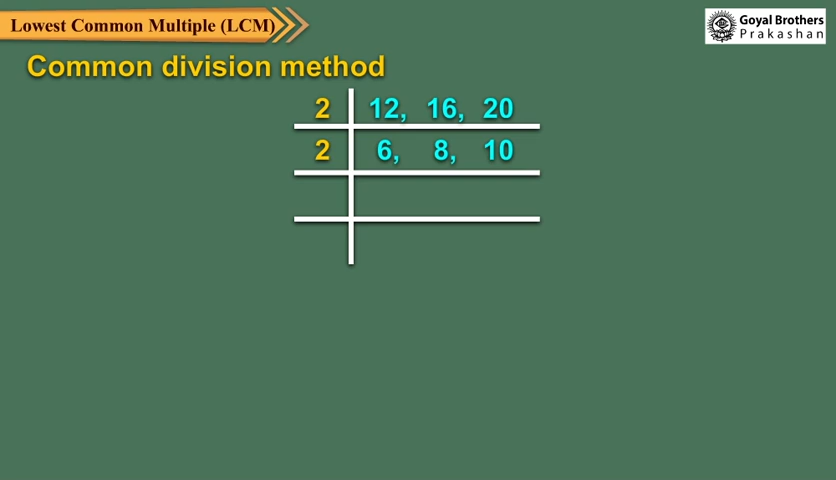 Lowest Common Multiple (LCM)
Goyal Brothers
Prakashan
Common division method
2 12, 16, 20
2 6, 8, 10